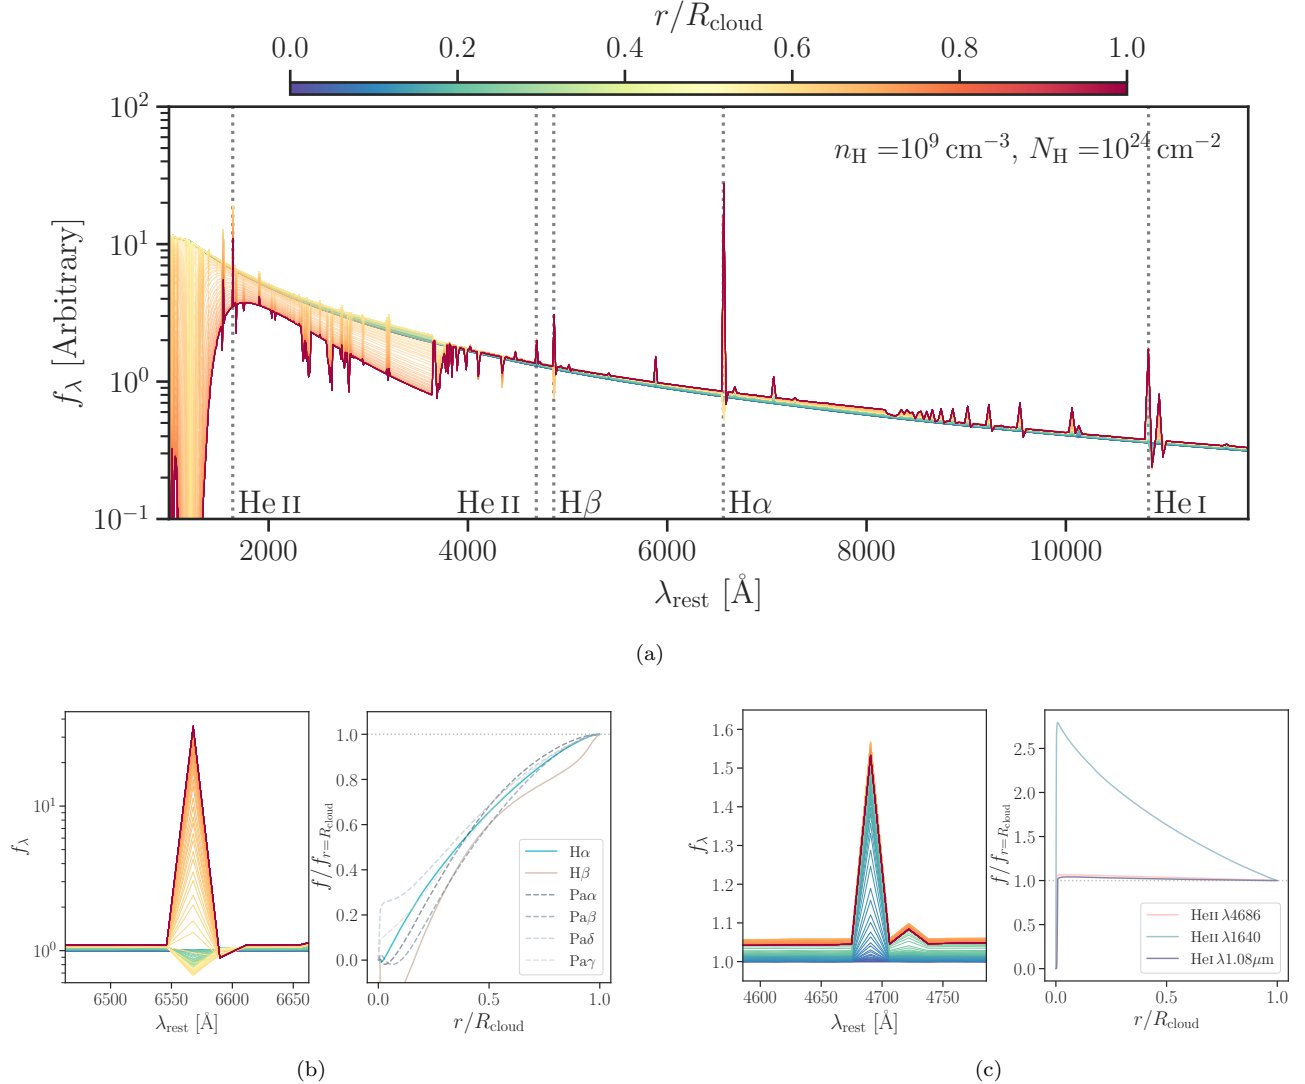 r/R_cloud
0.0 0.2 0.4 0.6 0.8 1.0
n_H =10^9 cm^−3, N_H =10^24 cm^−2
f_λ [Arbitrary]
10^2
10^1
10^0
10^−1
He II He II Hβ Hα He I
2000 4000 6000 8000 10000
λ_rest [Å]
(a)
f_λ
10^1
10^0
6500 6550 6600 6650
λ_rest [Å]
f/f_r=R_cloud
1.0
0.8
0.6
0.4
0.2
0.0
Hα
Hβ
Paα
Paβ
Paδ
Paγ
0.0 0.5 1.0
r/R_cloud
(b)
f_λ
1.6
1.5
1.4
1.3
1.2
1.1
1.0
4600 4650 4700 4750
λ_rest [Å]
f/f_r=R_cloud
2.5
2.0
1.5
1.0
0.5
0.0
HeII λ4686
HeII λ1640
HeI λ1.08μm
0.0 0.5 1.0
r/R_cloud
(c)